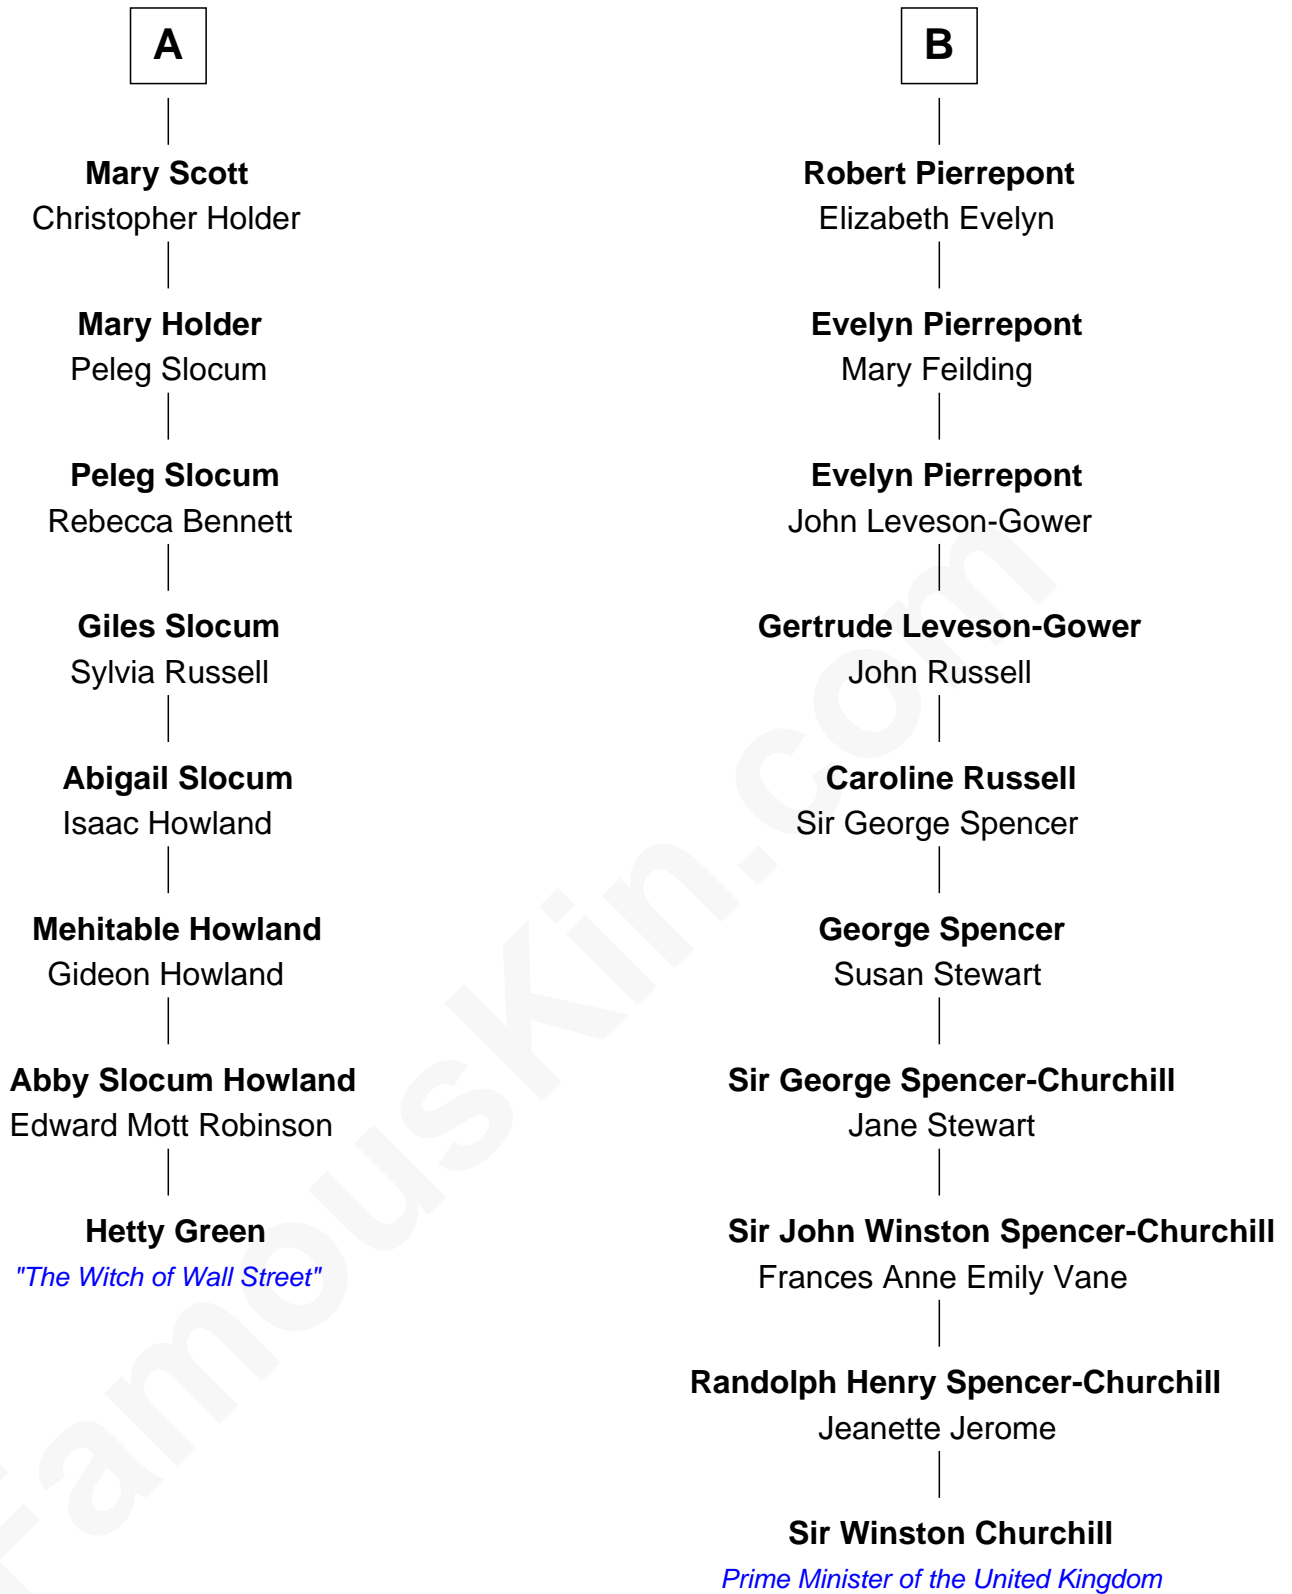 A
Mary Scott
Christopher Holder
Mary Holder
Peleg Slocum
Peleg Slocum
Rebecca Bennett
Giles Slocum
Sylvia Russell
Abigail Slocum
Isaac Howland
Mehitable Howland
Gideon Howland
Abby Slocum Howland
Edward Mott Robinson
Hetty Green
"The Witch of Wall Street"
B
Robert Pierrepont
Elizabeth Evelyn
Evelyn Pierrepont
Mary Feilding
Evelyn Pierrepont
John Leveson-Gower
Gertrude Leveson-Gower
John Russell
Caroline Russell
Sir George Spencer
George Spencer
Susan Stewart
Sir George Spencer-Churchill
Jane Stewart
Sir John Winston Spencer-Churchill
Frances Anne Emily Vane
Randolph Henry Spencer-Churchill
Jeanette Jerome
Sir Winston Churchill
Prime Minister of the United Kingdom
FamousKin.com